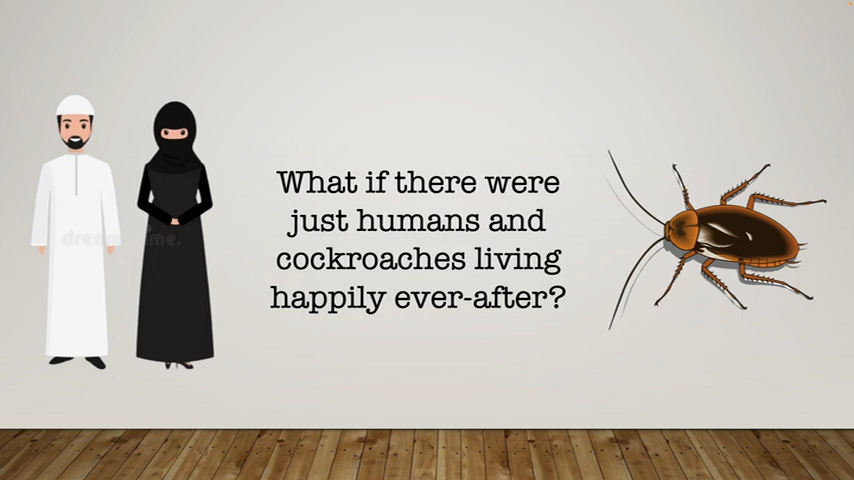 What if there were
just humans and
cockroaches living
happily ever-after?